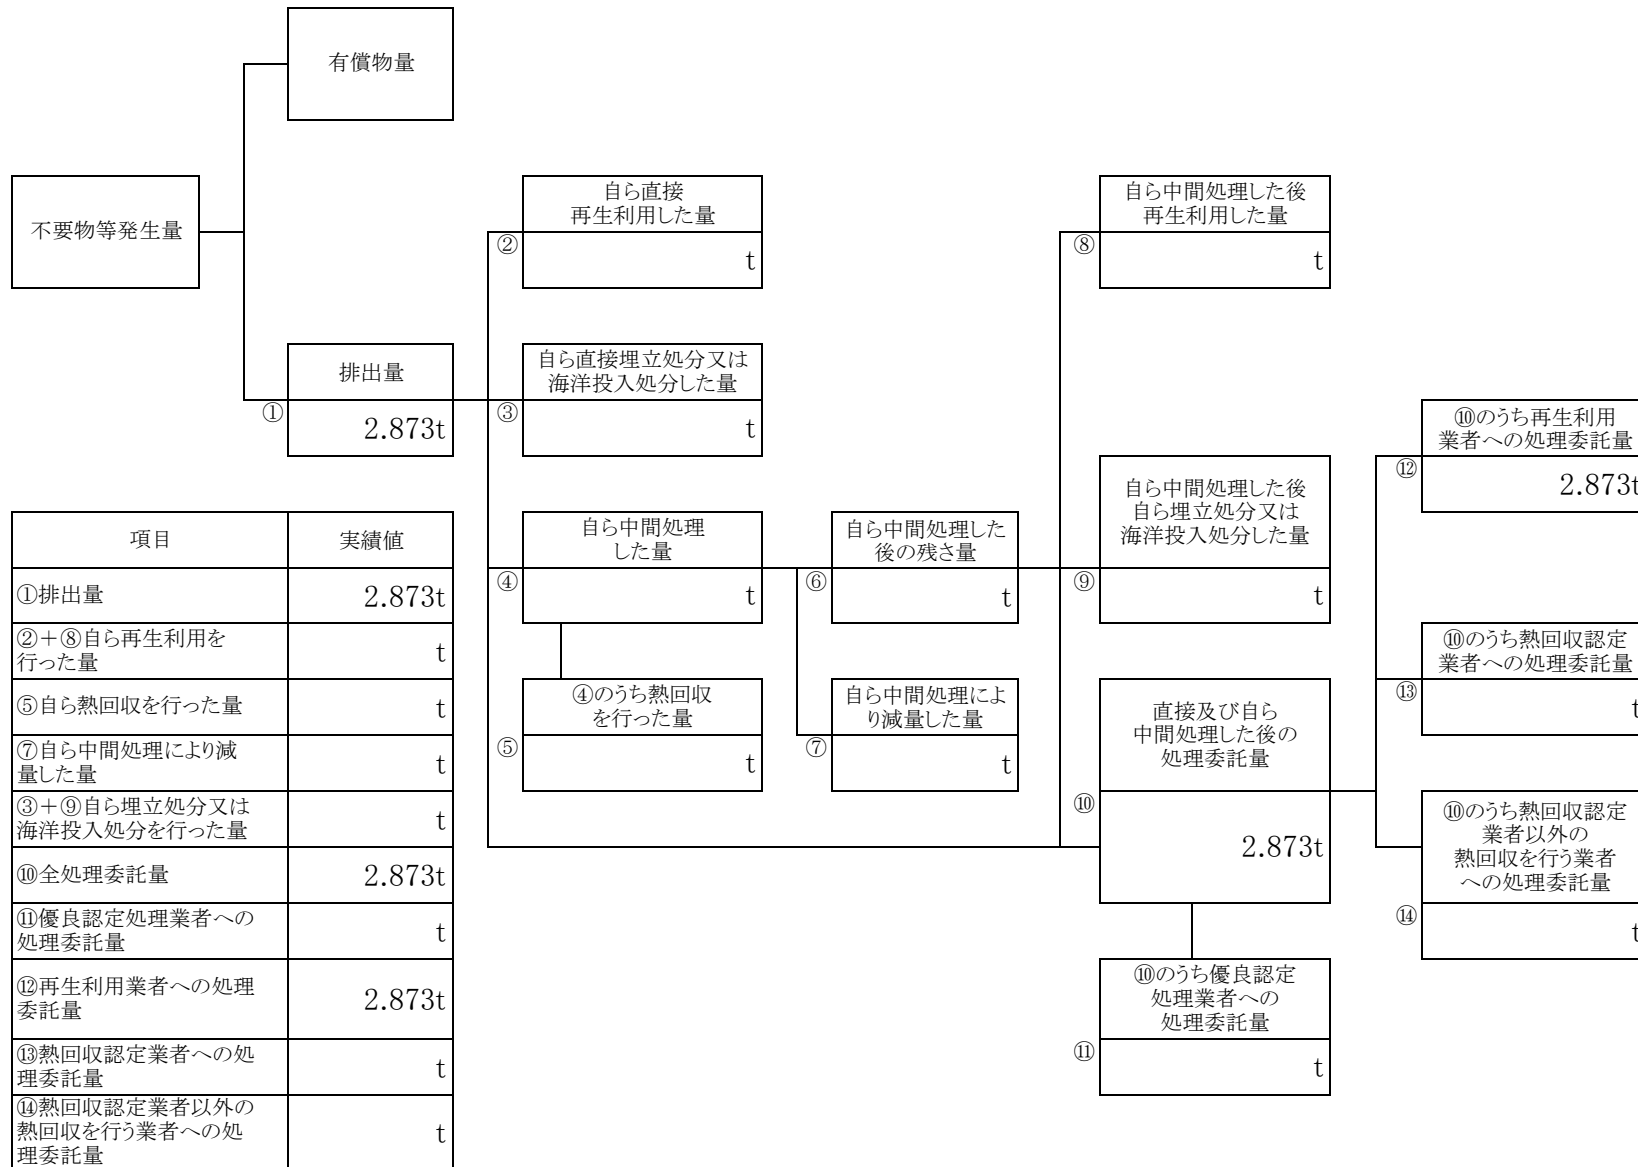 有償物量
不要物等発生量
排出量
①
2.873t
自ら直接
再生利用した量
②
t
自ら直接埋立処分又は
海洋投入処分した量
③
t
自ら中間処理
した量
④
t
④のうち熱回収
を行った量
⑤
t
自ら中間処理した
後の残さ量
⑥
t
自ら中間処理によ
り減量した量
⑦
t
自ら中間処理した後
再生利用した量
⑧
t
自ら中間処理した後
自ら埋立処分又は
海洋投入処分した量
⑨
t
直接及び自ら
中間処理した後の
処理委託量
⑩
2.873t
⑩のうち優良認定
処理業者への
処理委託量
⑪
t
⑩のうち再生利用
業者への処理委託量
⑫
2.873t
⑩のうち熱回収認定
業者への処理委託量
⑬
t
⑩のうち熱回収認定
業者以外の
熱回収を行う業者
への処理委託量
⑭
t
項目 実績値
①排出量 2.873t
②＋⑧自ら再生利用を
行った量 t
⑤自ら熱回収を行った量 t
⑦自ら中間処理により減
量した量 t
③＋⑨自ら埋立処分又は
海洋投入処分を行った量 t
⑩全処理委託量 2.873t
⑪優良認定処理業者への
処理委託量 t
⑫再生利用業者への処理
委託量 2.873t
⑬熱回収認定業者への処
理委託量 t
⑭熱回収認定業者以外の
熱回収を行う業者への処
理委託量 t